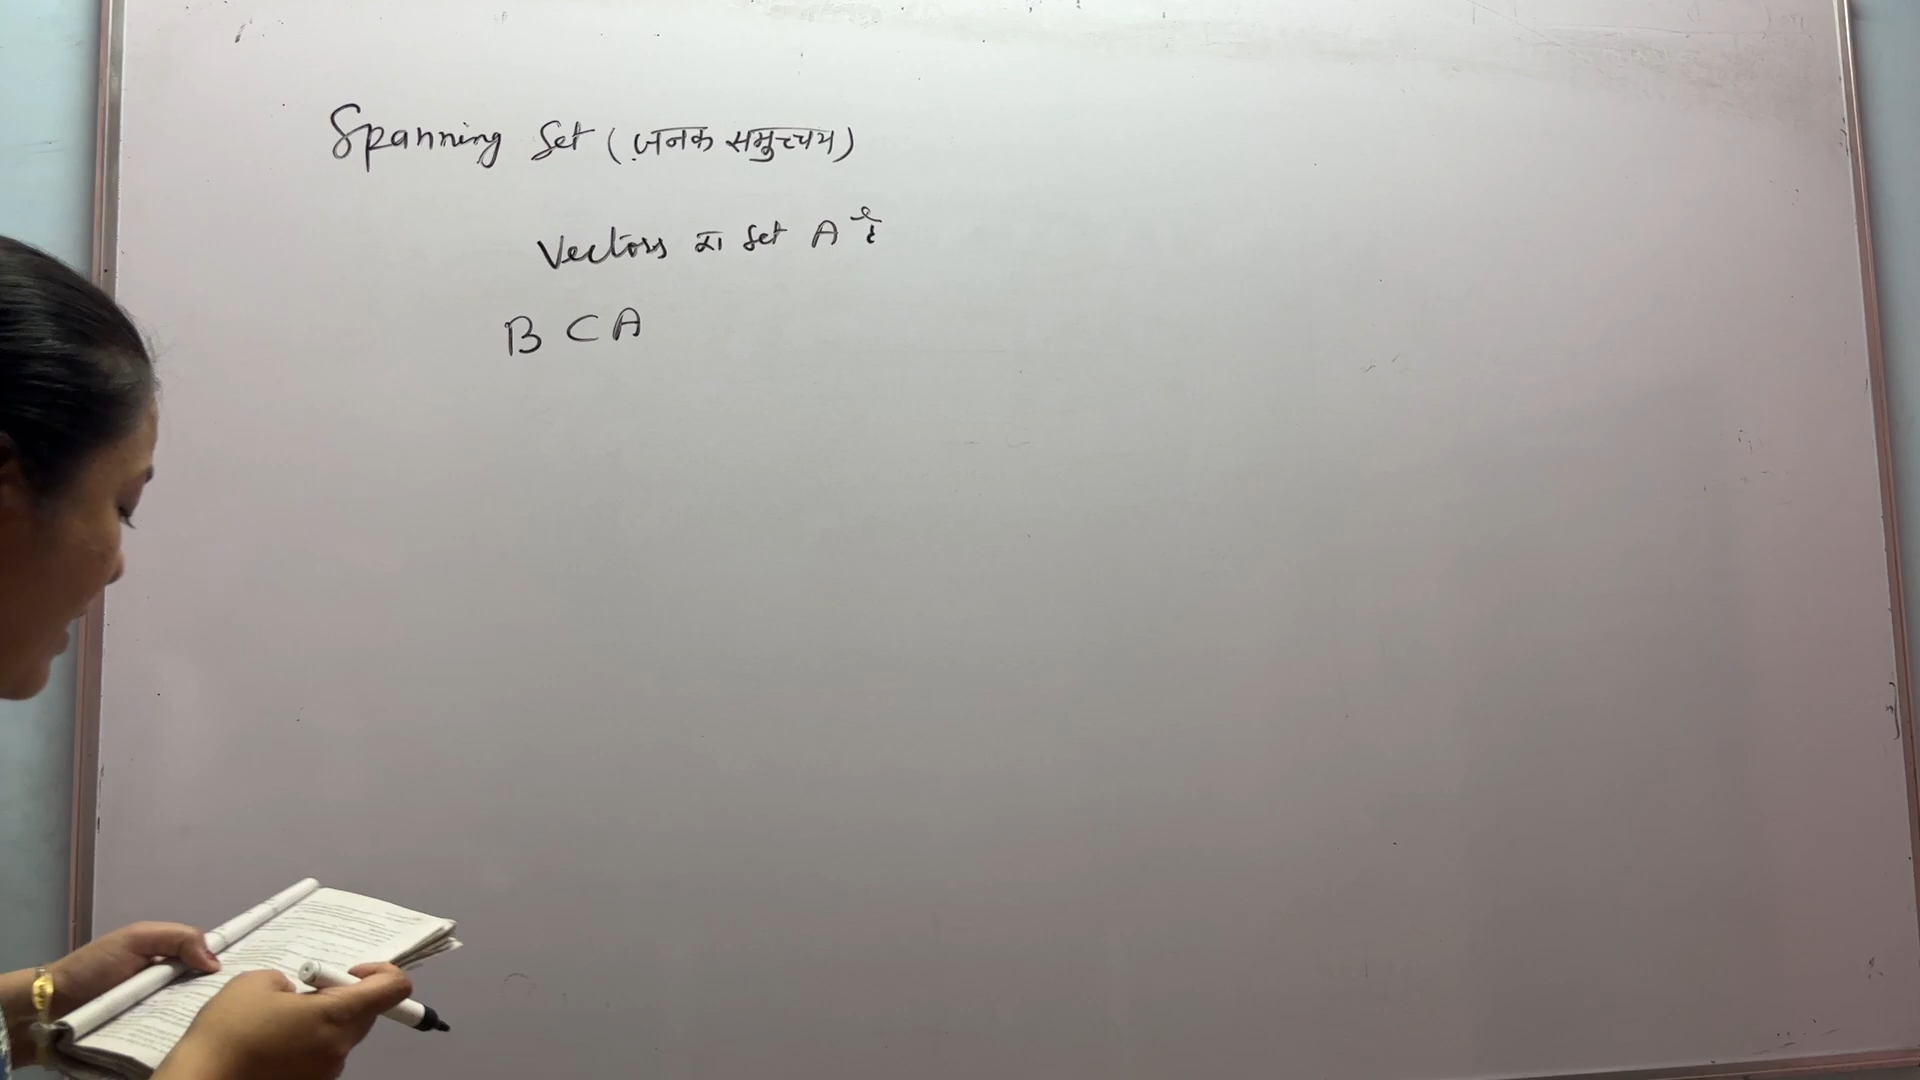 Spanning Set (जनक समुच्चय)
Vectors का Set A है
B ⊂ A